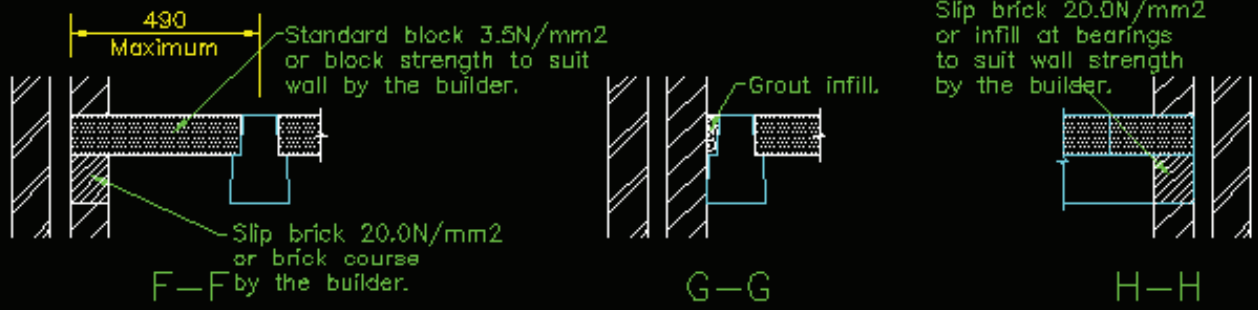 490
Maximum
Standard block 3.5N/mm2
or block strength to suit
wall by the builder.
Slip brick 20.0N/mm2
or brick course
by the builder.
F-F
Grout infill.
G-G
Slip brick 20.0N/mm2
or infill at bearings
to suit wall strength
by the builder.
H-H